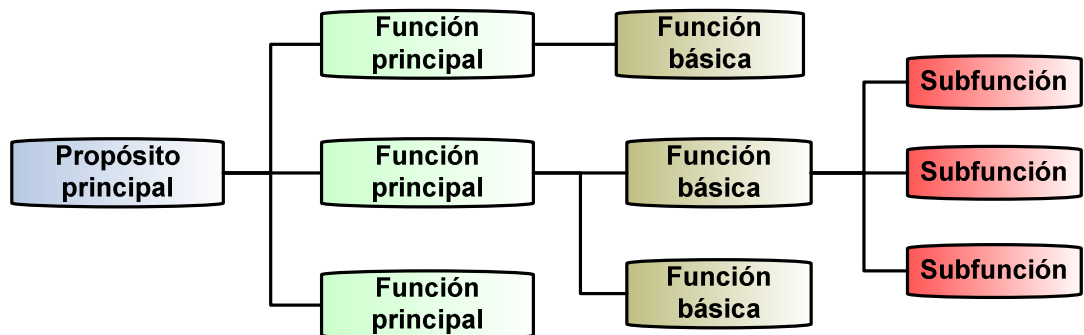 Función
principal
Función
básica
Subfunción
Propósito
principal
Función
principal
Función
básica
Subfunción
Función
principal
Función
básica
Subfunción